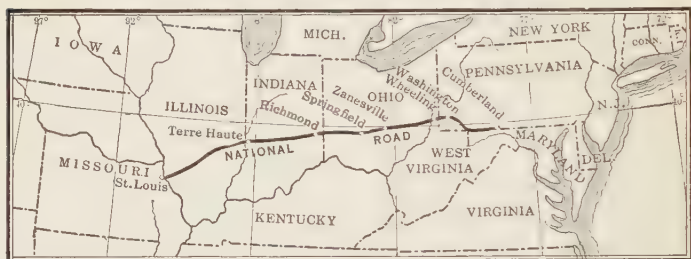 MICH.
NEW YORK
IOWA
CONN.
PENNSYLVANIA
INDIANA
OHIO
ILLINOIS
Terre Haute
Richmond
Springfield
Zanesville
Wheeling
Washington
Cumberland
N.J.
NATIONAL ROAD
MARYLAND
DEL.
MISSOURI
St. Louis
WEST
VIRGINIA
KENTUCKY
VIRGINIA